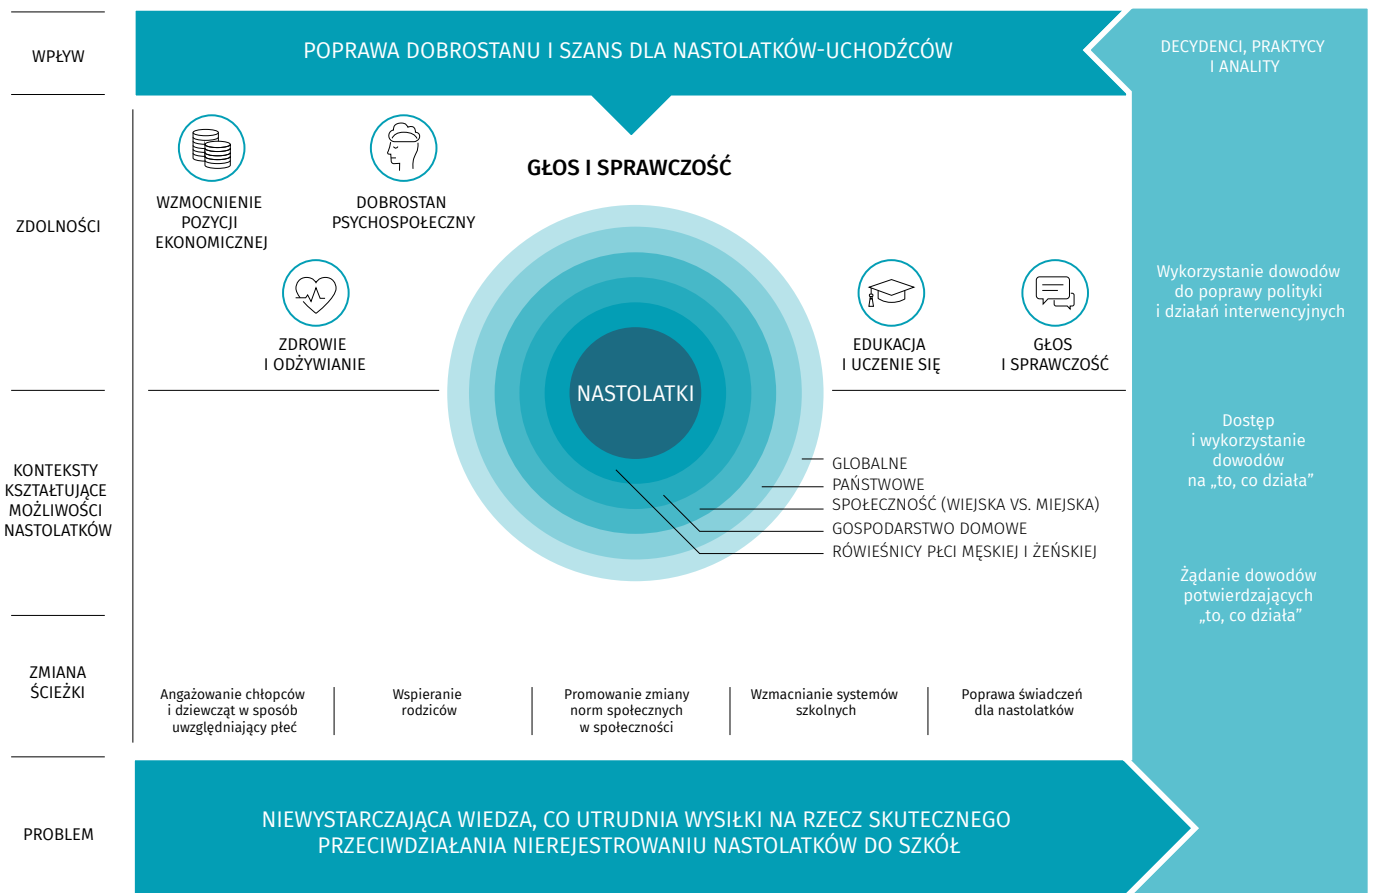 WPŁYW
POPRAWA DOBROSTANU I SZANS DLA NASTOLATKÓW-UCHODŹCÓW
DECYDENCI, PRAKTYCY
I ANALITY
ZDOLNOŚCI
WZMOCNIENIE
POZYCJI
EKONOMICZNEJ
DOBROSTAN
PSYCHOSPOŁECZNY
GŁOS I SPRAWCZOŚĆ
ZDROWIE
I ODŻYWIANIE
EDUKACJA
I UCZENIE SIĘ
GŁOS
I SPRAWCZOŚĆ
NASTOLATKI
KONTEKSTY
KSZTAŁTUJĄCE
MOŻLIWOŚCI
NASTOLATKÓW
GLOBALNE
PAŃSTWOWE
SPOŁECZNOŚĆ (WIEJSKA VS. MIEJSKA)
GOSPODARSTWO DOMOWE
RÓWIEŚNICY PŁCI MĘSKIEJ I ŻEŃSKIEJ
Wykorzystanie dowodów
do poprawy polityki
i działań interwencyjnych
Dostęp
i wykorzystanie
dowodów
na „to, co działa”
Żądanie dowodów
potwierdzających
„to, co działa”
ZMIANA
ŚCIEŻKI
Angażowanie chłopców
i dziewcząt w sposób
uwzględniający płeć
Wspieranie
rodziców
Promowanie zmiany
norm społecznych
w społeczności
Wzmacnianie systemów
szkolnych
Poprawa świadczeń
dla nastolatków
PROBLEM
NIEWYSTARCZAJĄCA WIEDZA, CO UTRUDNIA WYSIŁKI NA RZECZ SKUTECZNEGO
PRZECIWDZIAŁANIA NIEREJESTROWANIU NASTOLATKÓW DO SZKÓŁ